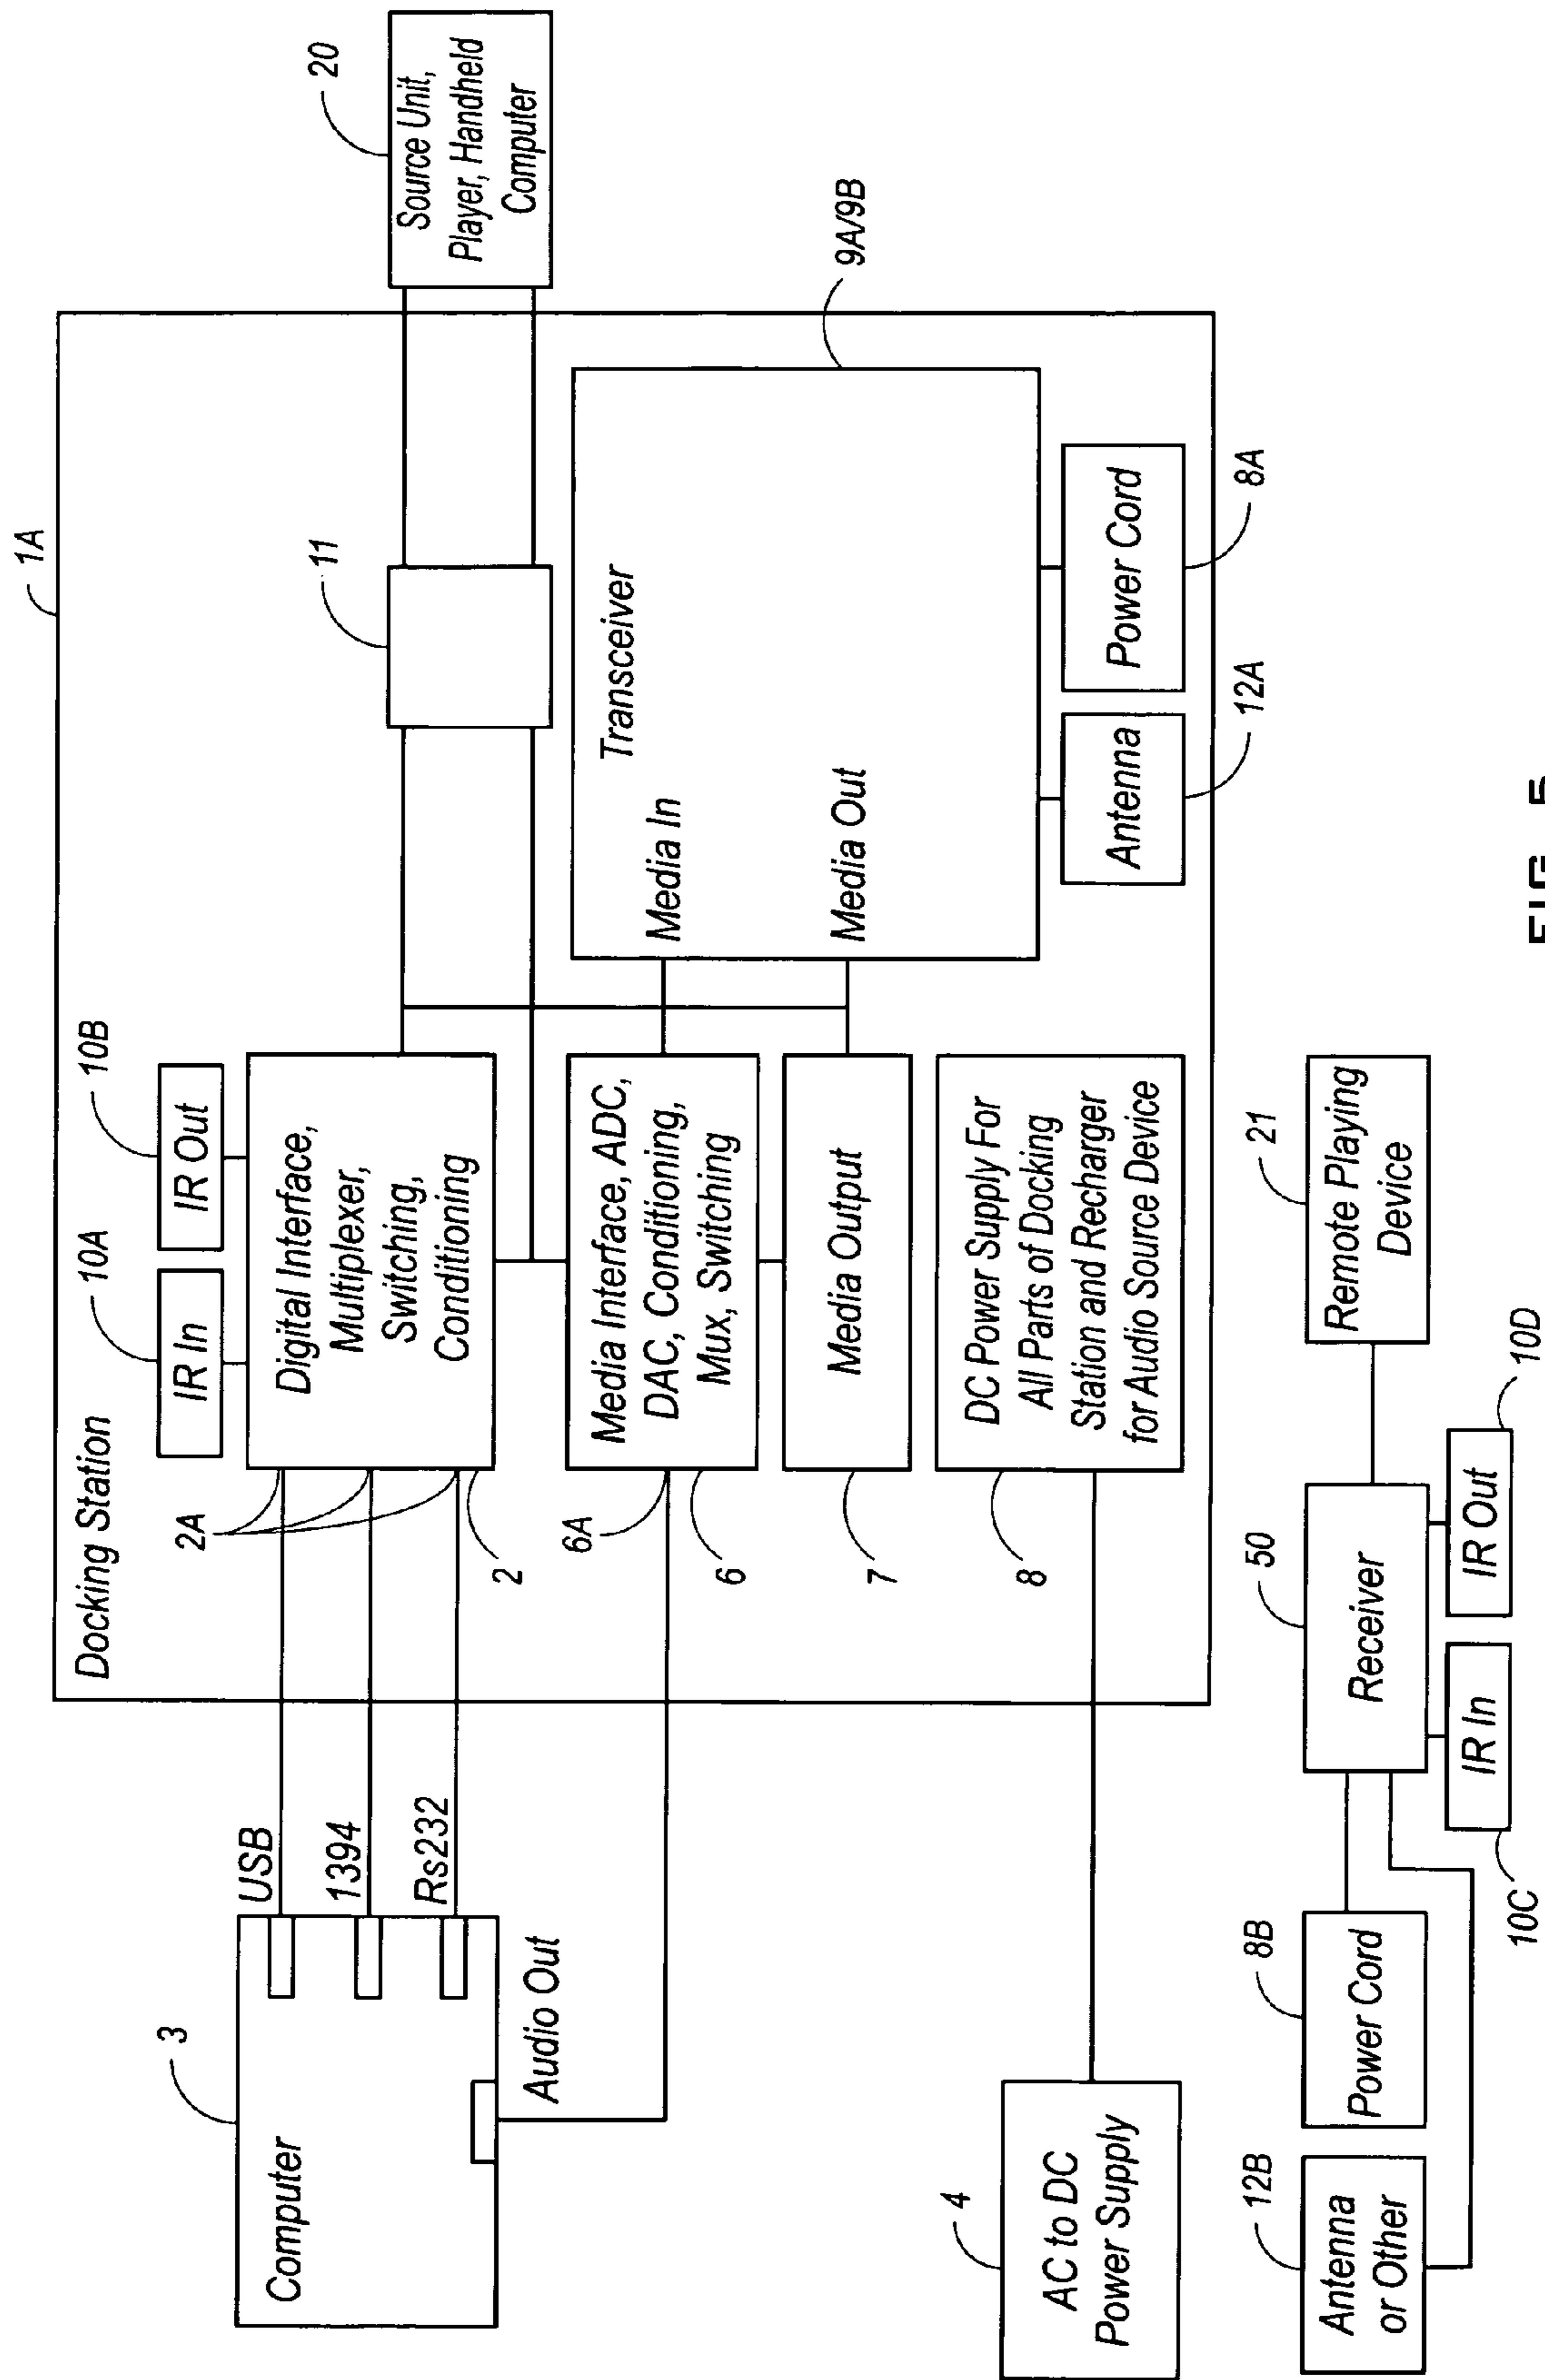 1A
Docking Station
3
Computer
USB
1394
Rs232
Audio Out
10A
IR In
10B
IR Out
2A
Digital Interface,
Multiplexer,
Switching,
Conditioning
2
11
20
Source Unit,
Player, Handheld
Computer
6A
Media Interface, ADC,
DAC, Conditioning,
Mux, Switching
6
Media Output
7
Transceiver
Media In
Media Out
9A/9B
Antenna
12A
Power Cord
8A
DC Power Supply For
All Parts of Docking
Station and Recharger
for Audio Source Device
8
4
AC to DC
Power Supply
12B
Antenna
or Other
8B
Power Cord
50
Receiver
10C
IR In
IR Out
10D
21
Remote Playing
Device